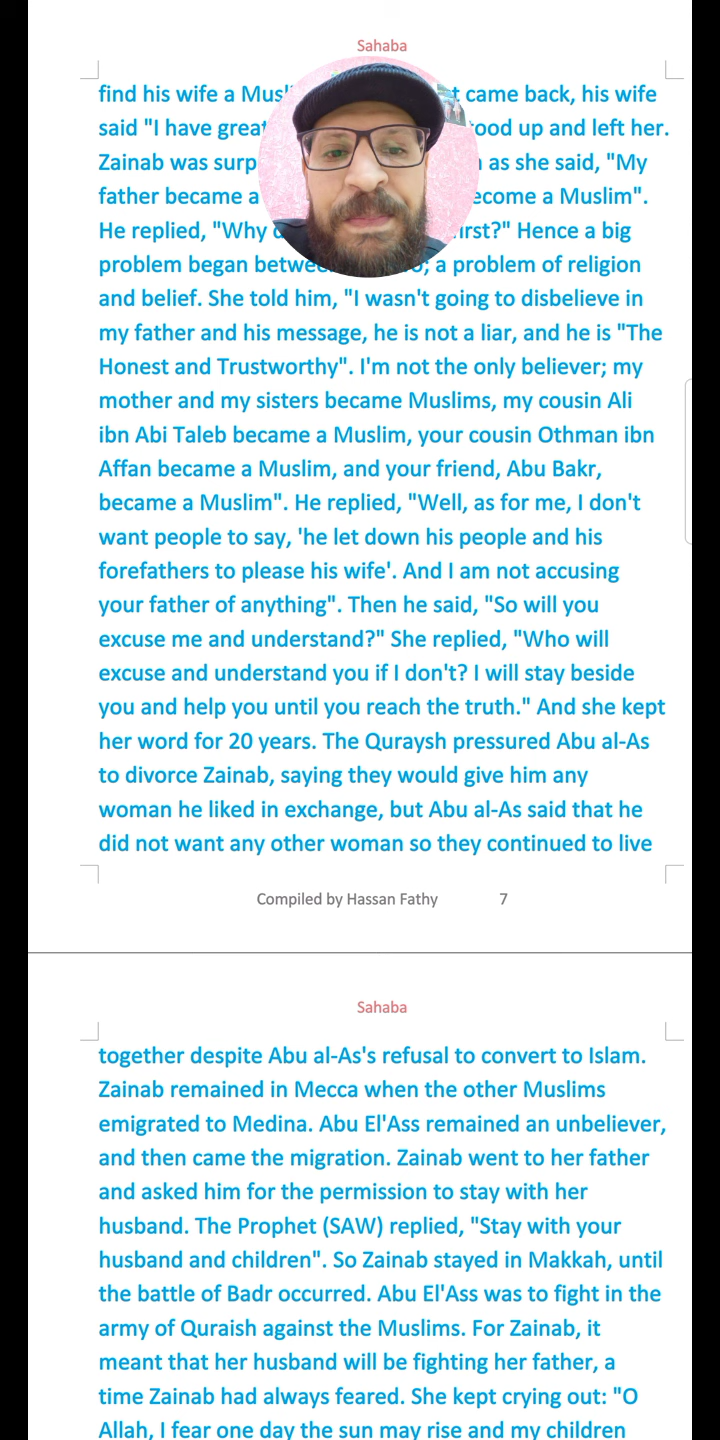 Sahaba
find his wife a came back, his wife
said "I have great up and left her.
Zainab was as she said, "My
father became a become a Muslim".
He replied, "Why first?" Hence a big
problem began a problem of religion
and belief. She told him, "I wasn't going to disbelieve in
my father and his message, he is not a liar, and he is "The
Honest and Trustworthy". I'm not the only believer; my
mother and my sisters became Muslims, my cousin Ali
ibn Abi Taleb became a Muslim, your cousin Othman ibn
Affan became a Muslim, and your friend, Abu Bakr,
became a Muslim". He replied, "Well, as for me, I don't
want people to say, 'he let down his people and his
forefathers to please his wife'. And I am not accusing
your father of anything". Then he said, "So will you
excuse me and understand?" She replied, "Who will
excuse and understand you if I don't? I will stay beside
you and help you until you reach the truth." And she kept
her word for 20 years. The Quraysh pressured Abu al-As
to divorce Zainab, saying they would give him any
woman he liked in exchange, but Abu al-As said that he
did not want any other woman so they continued to live
Compiled by Hassan Fathy 7
Sahaba
together despite Abu al-As's refusal to convert to Islam.
Zainab remained in Mecca when the other Muslims
emigrated to Medina. Abu El'Ass remained an unbeliever,
and then came the migration. Zainab went to her father
and asked him for the permission to stay with her
husband. The Prophet (SAW) replied, "Stay with your
husband and children". So Zainab stayed in Makkah, until
the battle of Badr occurred. Abu El'Ass was to fight in the
army of Quraish against the Muslims. For Zainab, it
meant that her husband will be fighting her father, a
time Zainab had always feared. She kept crying out: "O
Allah, I fear one day the sun may rise and my children